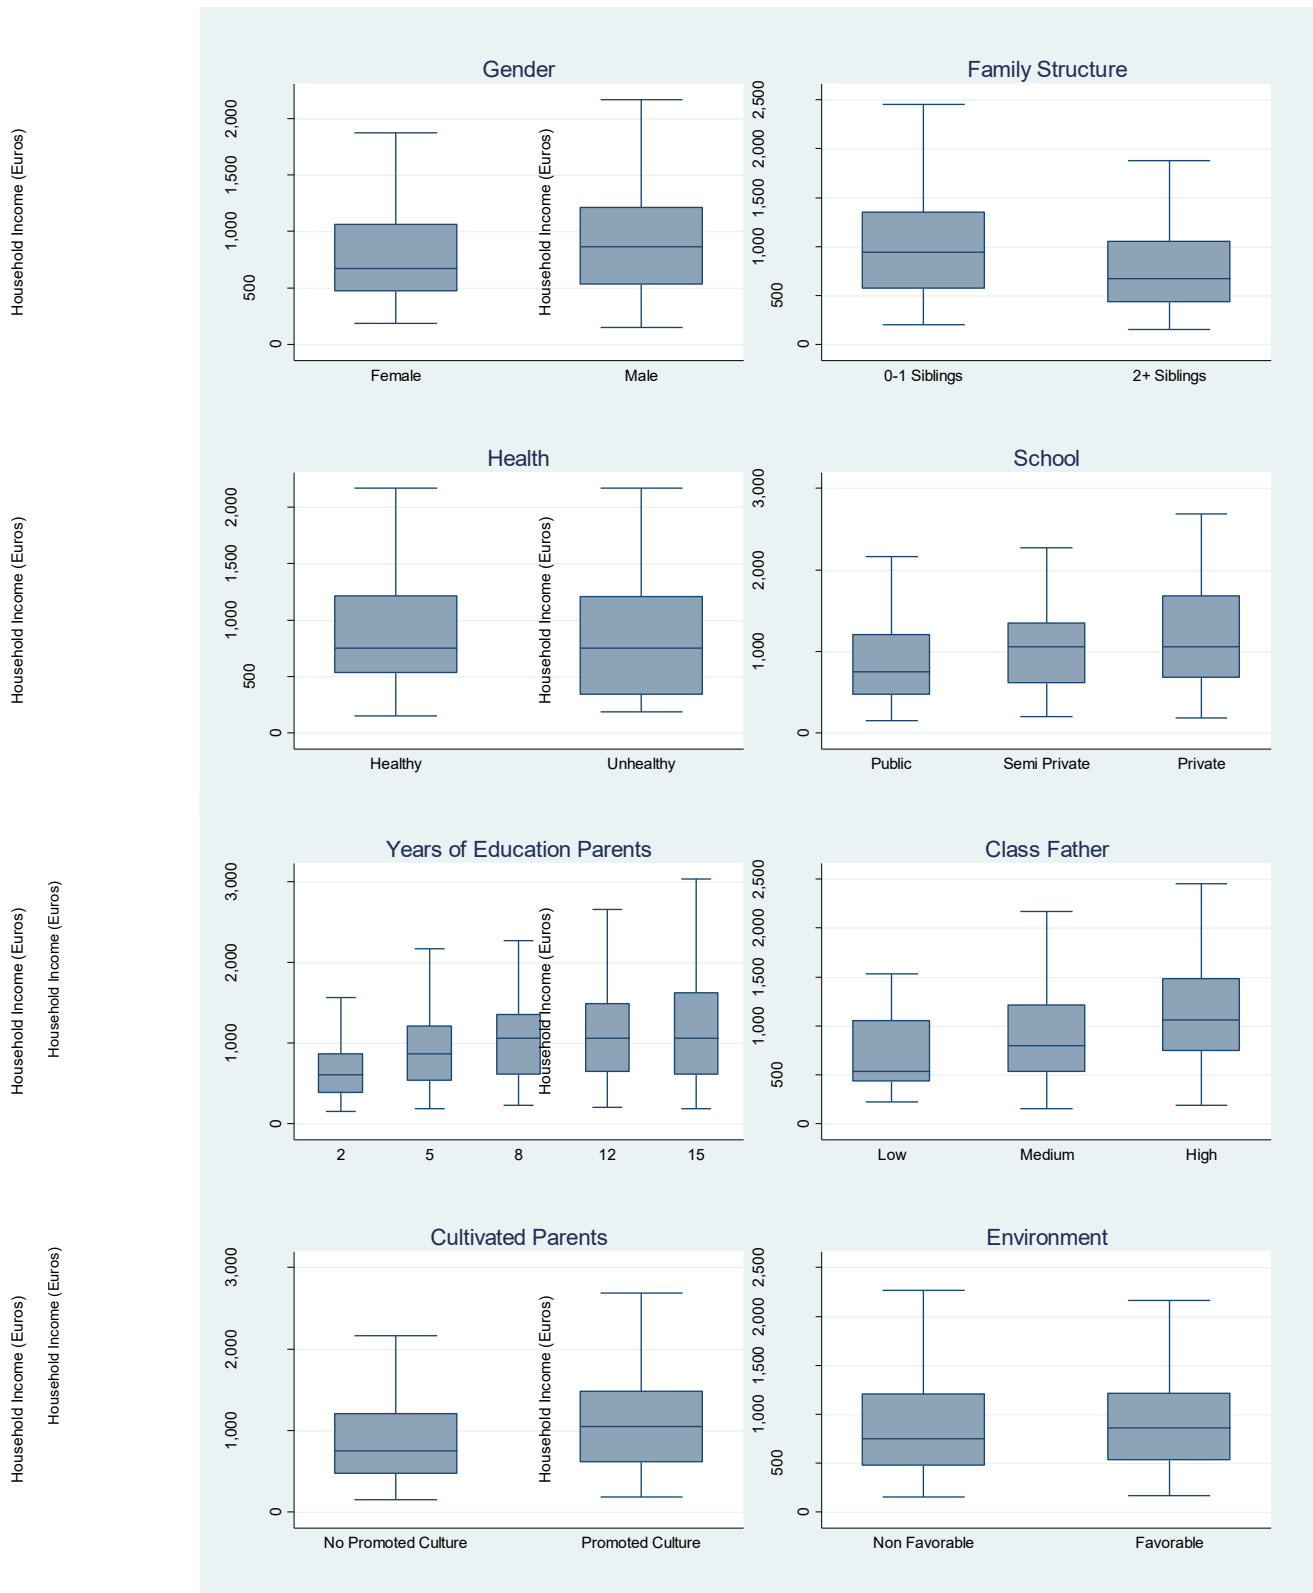 Gender
Household Income (Euros)
2,000
1,500
1,000
500
0
Female
Male
Family Structure
Household Income (Euros)
2,500
2,000
1,500
1,000
500
0
0-1 Siblings
2+ Siblings
Health
Household Income (Euros)
2,000
1,500
1,000
500
0
Healthy
Unhealthy
School
Household Income (Euros)
3,000
2,000
1,000
0
Public
Semi Private
Private
Years of Education Parents
Household Income (Euros)
Household Income (Euros)
3,000
2,000
1,000
0
2
5
8
12
15
Class Father
Household Income (Euros)
2,500
2,000
1,500
1,000
500
0
Low
Medium
High
Cultivated Parents
Household Income (Euros)
Household Income (Euros)
3,000
2,000
1,000
0
No Promoted Culture
Promoted Culture
Environment
Household Income (Euros)
2,500
2,000
1,500
1,000
500
0
Non Favorable
Favorable